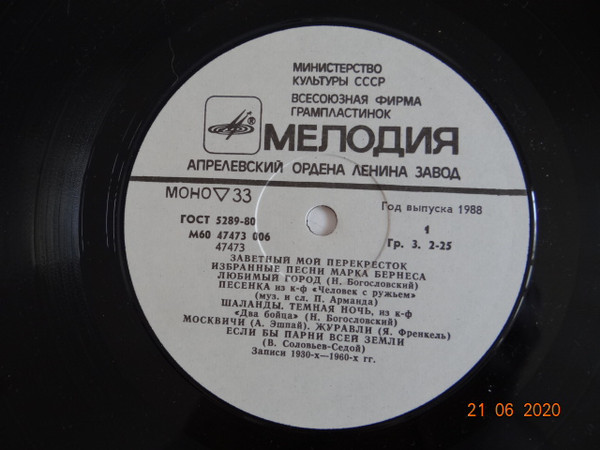 МИНИСТЕРСТВО
КУЛЬТУРЫ СССР
ВСЕСОЮЗНАЯ ФИРМА
ГРАМПЛАСТИНОК
®
МЕЛОДИЯ
АПРЕЛЕВСКИЙ ОРДЕНА ЛЕНИНА ЗАВОД
МОНО ▽ 33
Год выпуска 1988
ГОСТ 5289-80
1
М60 47473 006
Гр. 3. 2-25
47473
ЗАВЕТНЫЙ МОЙ ПЕРЕКРЕСТОК
ИЗБРАННЫЕ ПЕСНИ МАРКА БЕРНЕСА
ЛЮБИМЫЙ ГОРОД (Н. Богословский)
ПЕСЕНКА из к-ф «Человек с ружьем»
(муз. и сл. П. Арманда)
ШАЛАНДЫ, ТЕМНАЯ НОЧЬ, из к-ф
«Два бойца» (Н. Богословский)
МОСКВИЧИ (А. Эшпай). ЖУРАВЛИ (Я. Френкель)
ЕСЛИ БЫ ПАРНИ ВСЕЙ ЗЕМЛИ
(В. Соловьев-Седой)
Записи 1930-х—1960-х гг.
21 06 2020